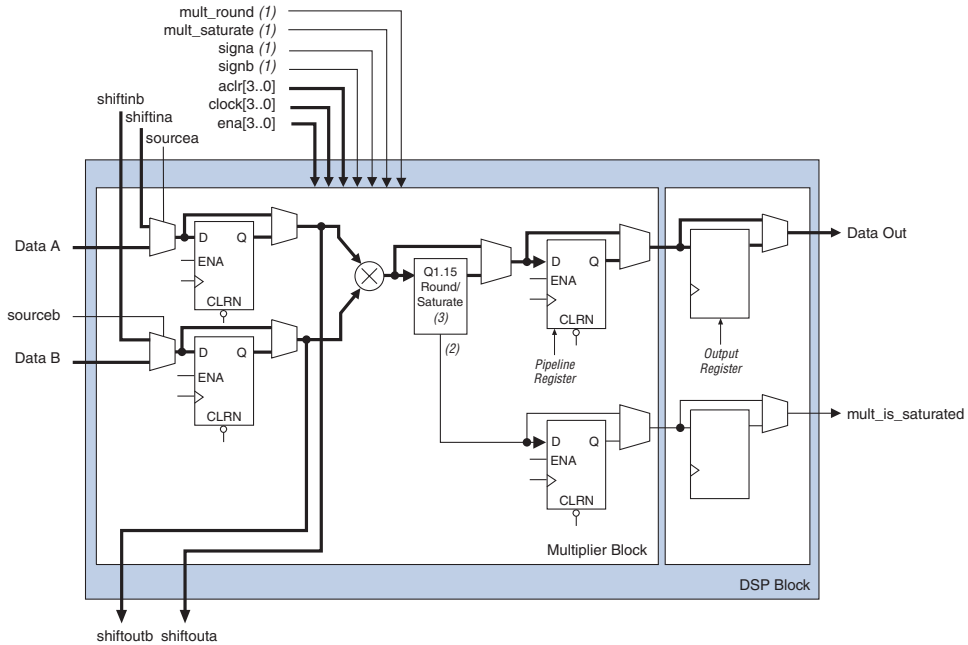 mult_round (1)
mult_saturate (1)
signa (1)
signb (1)
aclr[3..0]
clock[3..0]
ena[3..0]
shiftinb
shiftina
sourcea
Data A
D Q
ENA
CLRN
sourceb
Data B
D Q
ENA
CLRN
Q1.15
Round/
Saturate
(3)
(2)
D
Q
ENA
CLRN
Pipeline
Register
Output
Register
Data Out
D Q
ENA
CLRN
mult_is_saturated
Multiplier Block
DSP Block
shiftoutb shiftouta